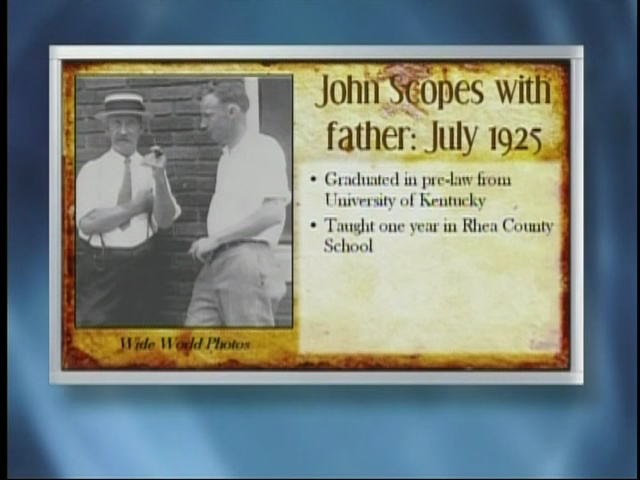 John Scopes with
father: July 1925
• Graduated in pre-law from
University of Kentucky
• Taught one year in Rhea County
School
Wide World Photos